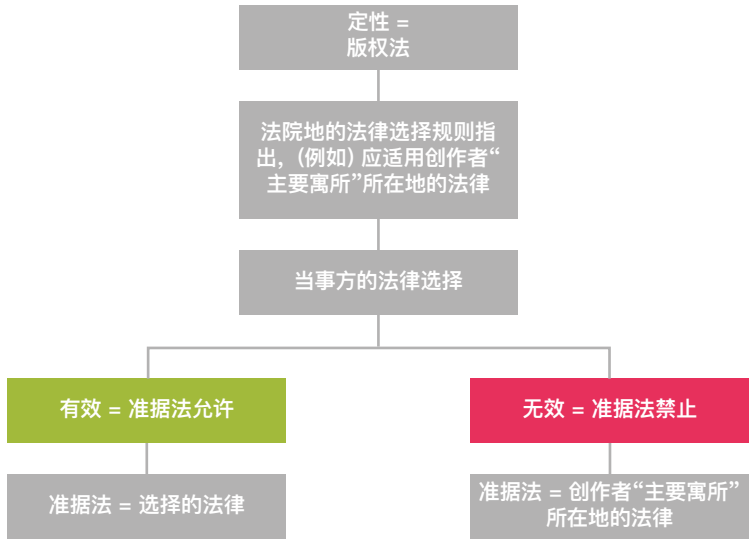 定性 =
版权法
法院地的法律选择规则指
出，（例如）应适用创作者“
主要寓所”所在地的法律
当事方的法律选择
有效 = 准据法允许
无效 = 准据法禁止
准据法 = 选择的法律
准据法 = 创作者“主要寓所”
所在地的法律